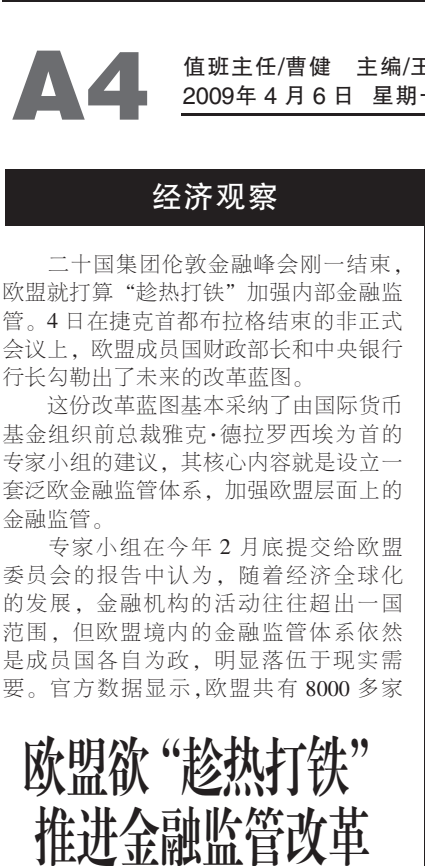 A4
值班主任/曹健 主编/王
2009年 4 月 6 日 星期一
经济观察
二十国集团伦敦金融峰会刚一结束，
欧盟就打算“趁热打铁”加强内部金融监
管。4 日在捷克首都布拉格结束的非正式
会议上，欧盟成员国财政部长和中央银行
行长勾勒出了未来的改革蓝图。
这份改革蓝图基本采纳了由国际货币
基金组织前总裁雅克·德拉罗西埃为首的
专家小组的建议，其核心内容就是设立一
套泛欧金融监管体系，加强欧盟层面上的
金融监管。
专家小组在今年 2 月底提交给欧盟
委员会的报告中认为，随着经济全球化
的发展，金融机构的活动往往超出一国
范围，但欧盟境内的金融监管体系依然
是成员国各自为政，明显落伍于现实需
要。官方数据显示,欧盟共有 8000 多家
欧盟欲“趁热打铁”
推进金融监管改革